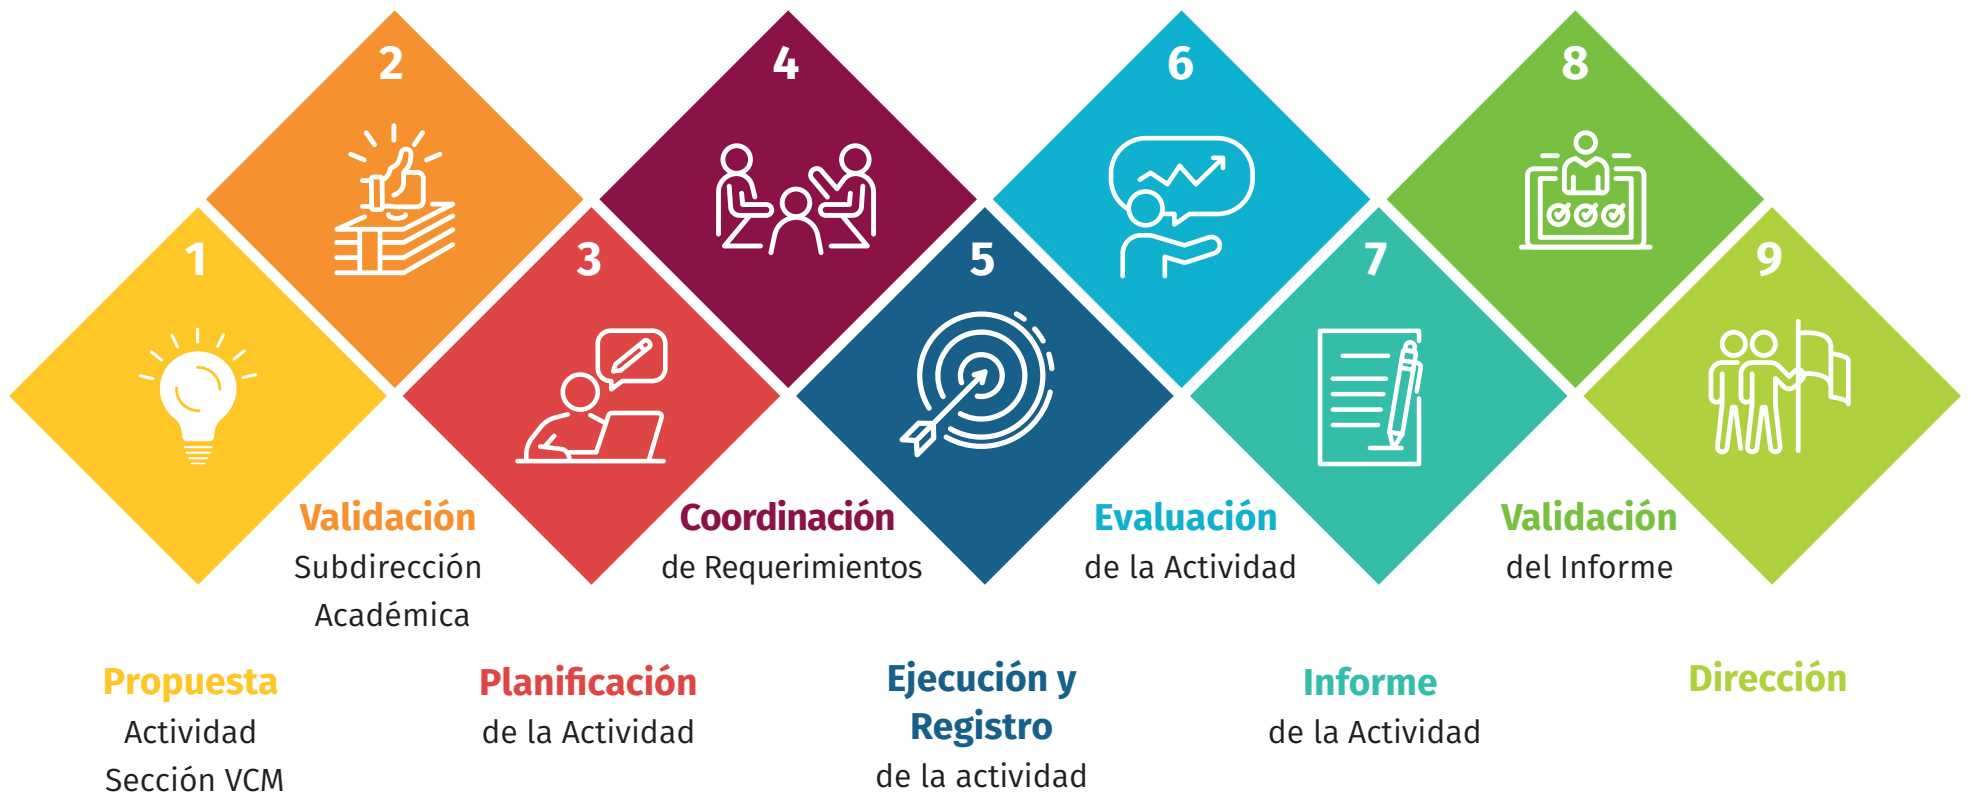 1
Propuesta
Actividad
Sección VCM
2
Validación
Subdirección
Académica
3
Planificación
de la Actividad
4
Coordinación
de Requerimientos
5
Ejecución y
Registro
de la actividad
6
Evaluación
de la Actividad
7
Informe
de la Actividad
8
Validación
del Informe
9
Dirección